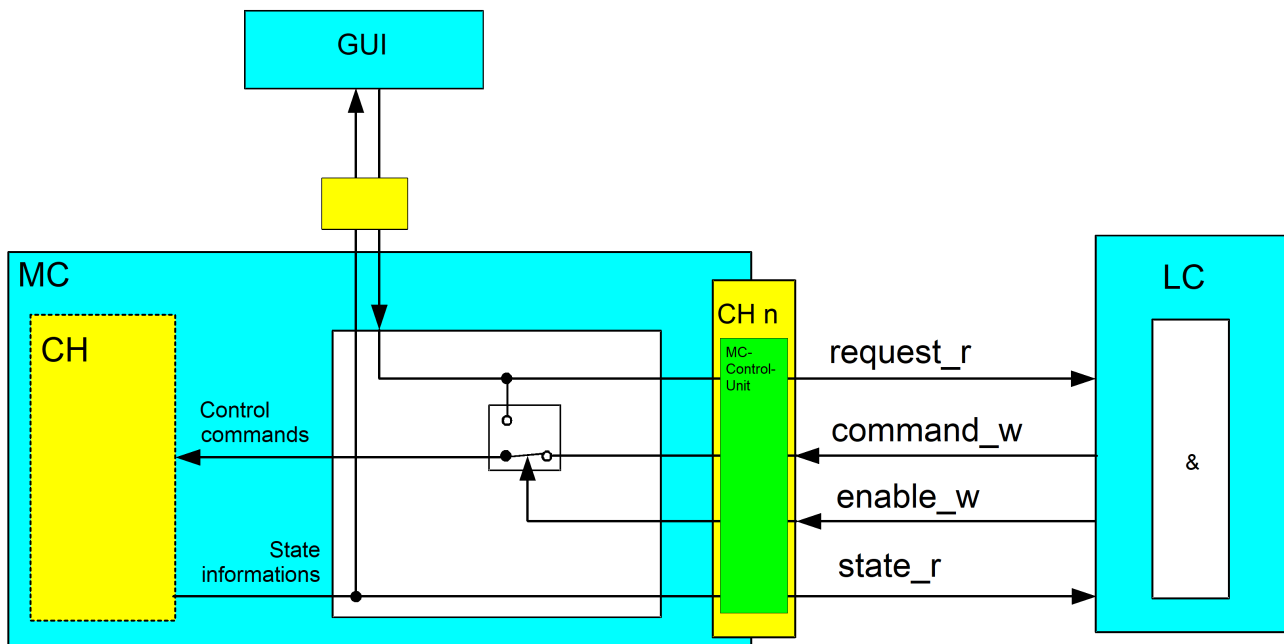 GUI
MC
CH
Control
commands
State
informations
CH n
MC-
Control-
Unit
request_r
command_w
enable_w
state_r
LC
&